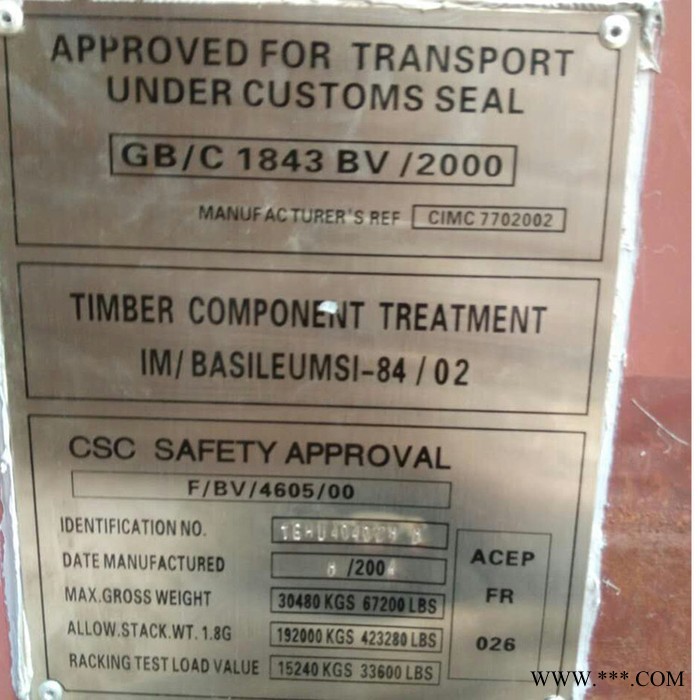 APPROVED FOR TRANSPORT
UNDER CUSTOMS SEAL
GB/C 1843 BV /2000
MANUFACTURER'S REF CIMC 7702002
TIMBER COMPONENT TREATMENT
IM/BASILEUMSI-84/02
CSC SAFETY APPROVAL
F/BV/4605/00
IDENTIFICATION NO.
DATE MANUFACTURED
MAX.GROSS WEIGHT 30480 KGS 67200 LBS
ALLOW.STACK.WT. 1.8G 192000 KGS 423280 LBS
RACKING TEST LOAD VALUE 15240 KGS 33600 LBS
ACEP
FR
026
WWW.***.COM